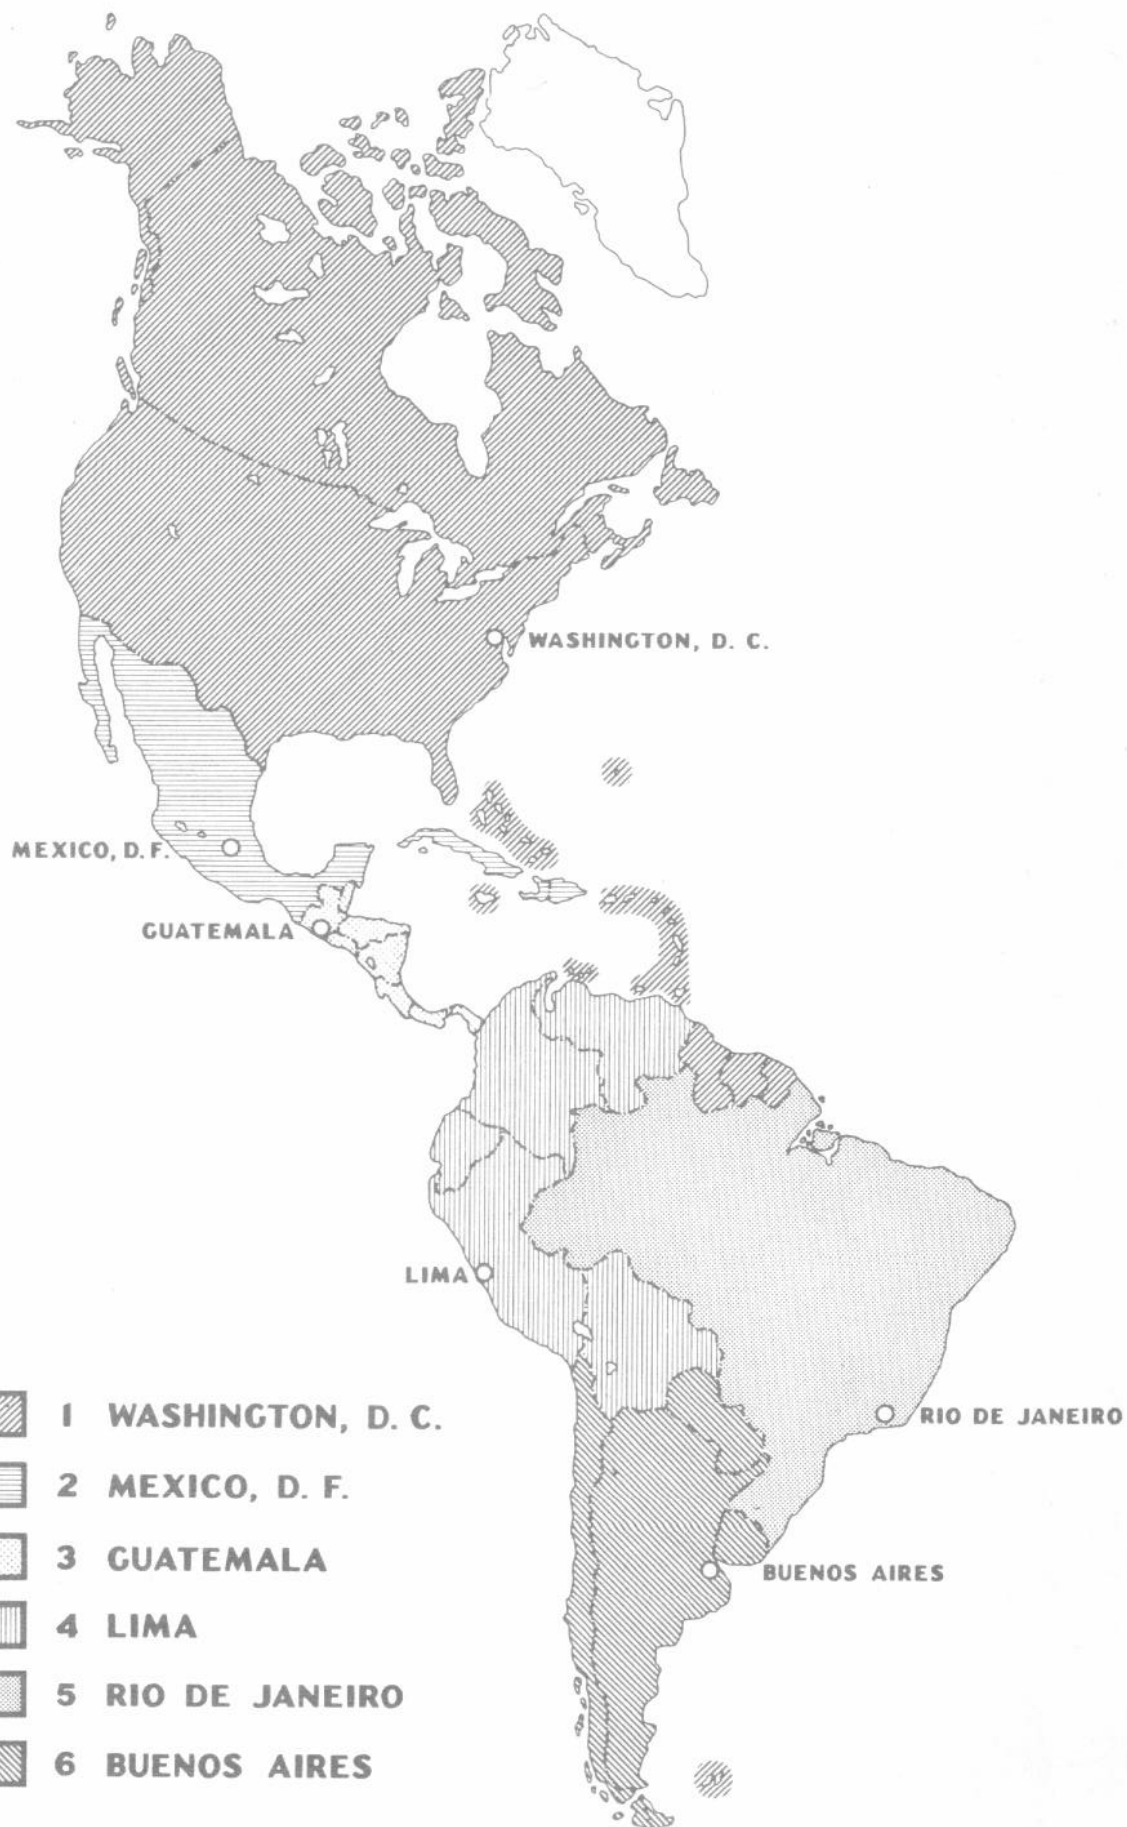 WASHINGTON, D. C.
MEXICO, D. F.
GUATEMALA
LIMA
RIO DE JANEIRO
BUENOS AIRES
1 WASHINGTON, D. C.
2 MEXICO, D. F.
3 GUATEMALA
4 LIMA
5 RIO DE JANEIRO
6 BUENOS AIRES